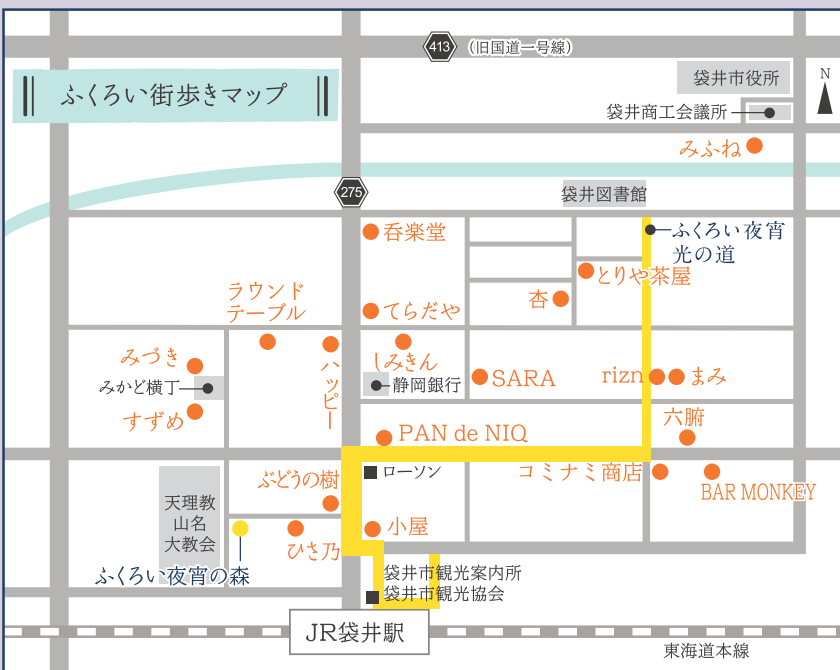 413
（旧国道一号線）
ふくろい街歩きマップ
袋井市役所
N
袋井商工会議所
みふね
275
袋井図書館
呑楽堂
ふくろい夜宵
光の道
とりや茶屋
杏
ラウンド
テーブル
てらだや
みづき
ハッピー
しみきん
みかど横丁
静岡銀行
SARA
rizn
まみ
すずめ
六腑
PAN de NIQ
ぶどうの樹
ローソン
コミナミ商店
BAR MONKEY
天理教
山名
大教会
小屋
ひさ乃
ふくろい夜宵の森
袋井市観光案内所
袋井市観光協会
JR袋井駅
東海道本線